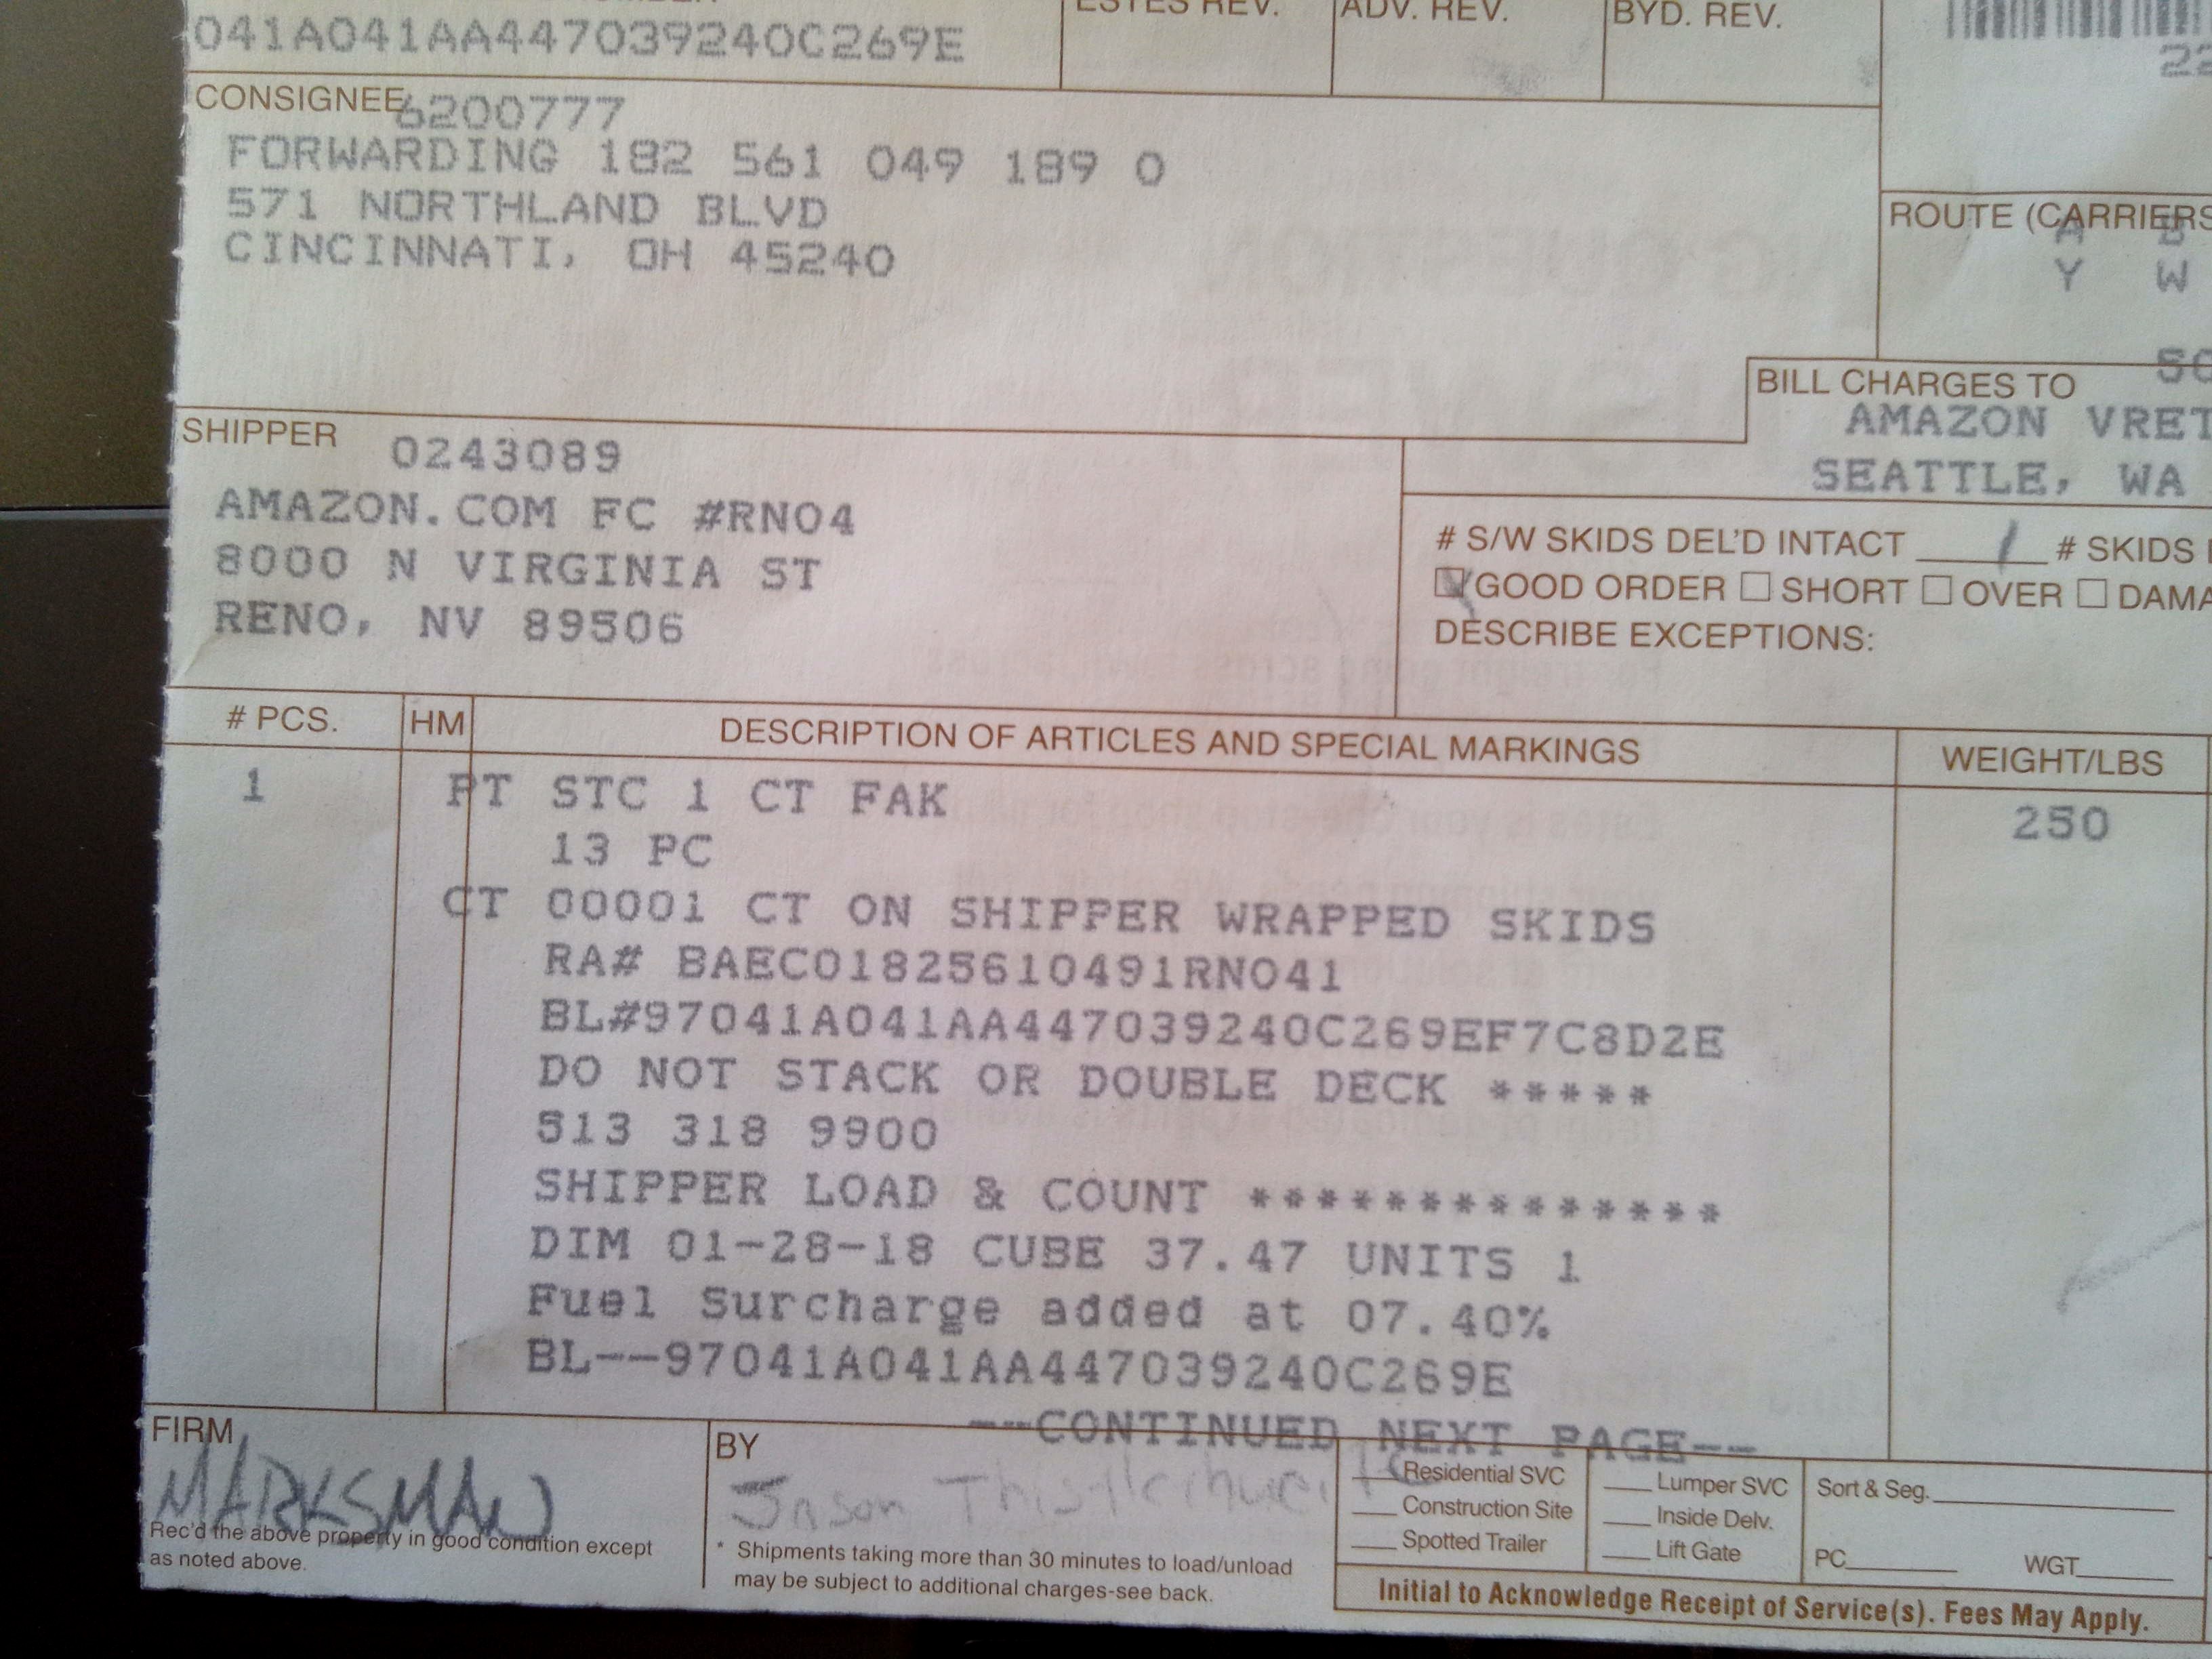 ESTES REV. ADV. REV. BYD. REV.
041A041AA447039240C269E
22
CONSIGNEE 6200777
FORWARDING 182 561 049 189 0
571 NORTHLAND BLVD
CINCINNATI, OH 45240
ROUTE (CARRIERS
A B
Y W
BILL CHARGES TO
AMAZON VRET
SEATTLE, WA
SHIPPER 0243089
AMAZON.COM FC #RNO4
8000 N VIRGINIA ST
RENO, NV 89506
# S/W SKIDS DEL'D INTACT 1 # SKIDS
GOOD ORDER SHORT OVER DAMA
DESCRIBE EXCEPTIONS:
# PCS. HM DESCRIPTION OF ARTICLES AND SPECIAL MARKINGS WEIGHT/LBS
1 PT STC 1 CT FAK 250
13 PC
CT 00001 CT ON SHIPPER WRAPPED SKIDS
RA# BAEC01825610491RNO41
BL#97041A041AA447039240C269EF7C8D2E
DO NOT STACK OR DOUBLE DECK *****
513 318 9900
SHIPPER LOAD & COUNT ***************
DIM 01-28-18 CUBE 37.47 UNITS 1
Fuel Surcharge added at 07.40%
BL--97041A041AA447039240C269E
--CONTINUED NEXT PAGE--
FIRM
MARKSMAN
Rec'd the above property in good condition except
as noted above.
BY
Jason
* Shipments taking more than 30 minutes to load/unload
may be subject to additional charges-see back.
Residential SVC
Construction Site
Spotted Trailer
Lumper SVC
Inside Delv.
Lift Gate
Sort & Seg.
PC WGT
Initial to Acknowledge Receipt of Service(s). Fees May Apply.